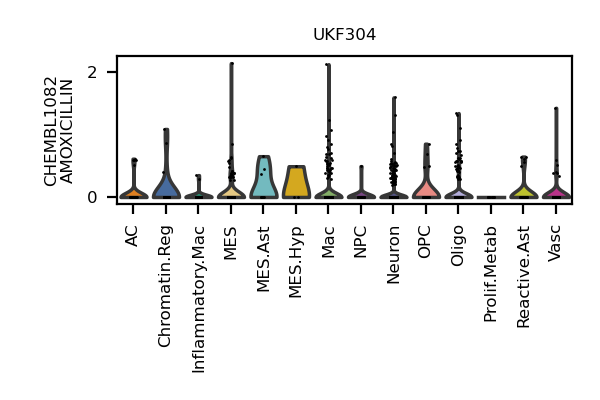 UKF304
CHEMBL1082
AMOXICILLIN
2
0
AC
Chromatin.Reg
Inflammatory.Mac
MES
MES.Ast
MES.Hyp
Mac
NPC
Neuron
OPC
Oligo
Prolif.Metab
Reactive.Ast
Vasc